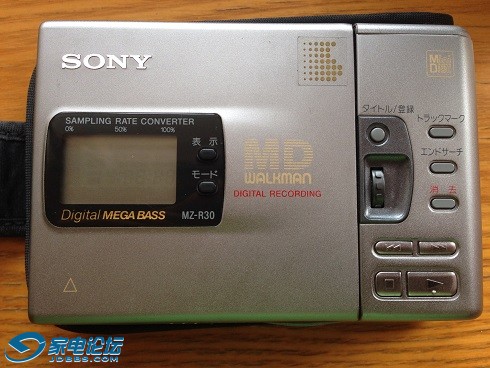 SONY
Mini
Disc
SAMPLING RATE CONVERTER
0% 50% 100%
表示
モード
Digital MEGA BASS MZ-R30
MD
WALKMAN
DIGITAL RECORDING
タイトル/登録
トラックマーク
エンドサーチ
消去
家电论坛
JDBBS.COM